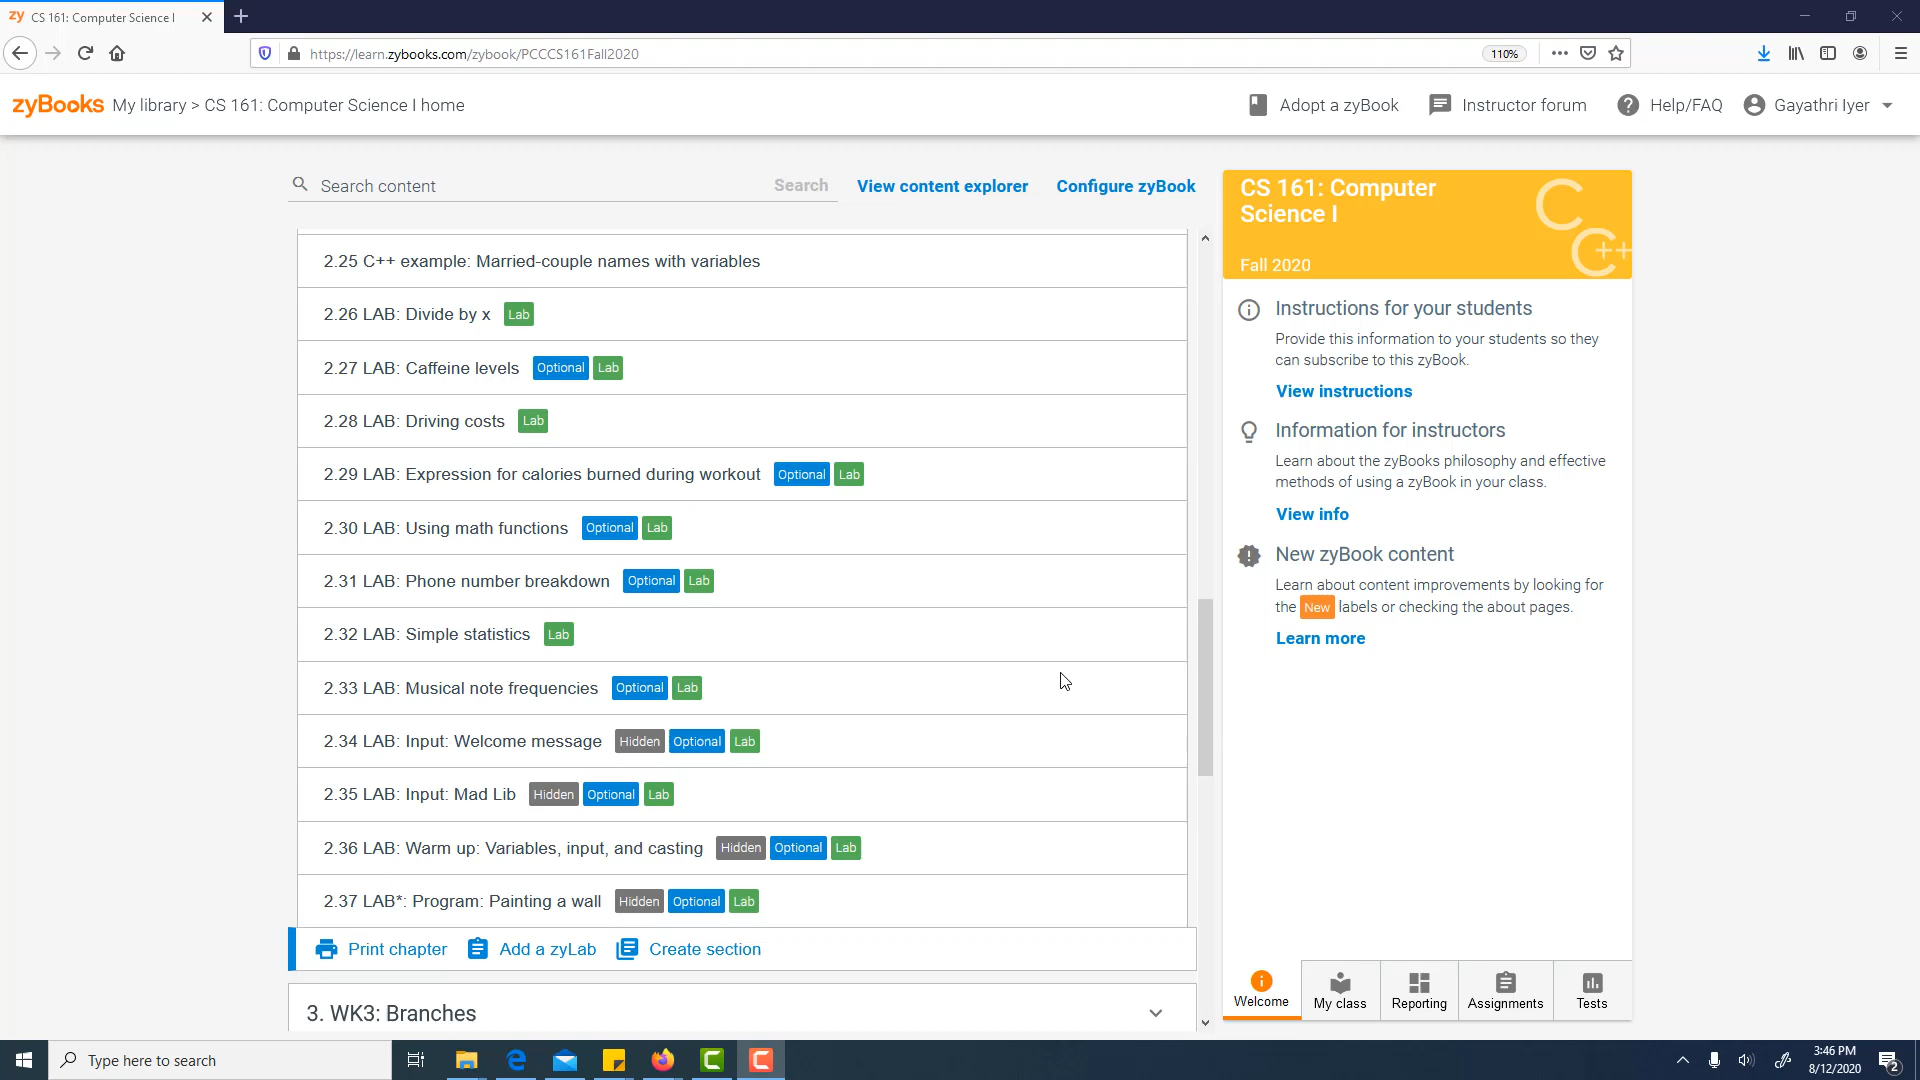 zy CS 161: Computer Science I
https://learn.zybooks.com/zybook/PCCCS161Fall2020
110%
zyBooks My library > CS 161: Computer Science I home
Adopt a zyBook
Instructor forum
Help/FAQ
Gayathri Iyer
Search content
Search
View content explorer
Configure zyBook
2.25 C++ example: Married-couple names with variables
2.26 LAB: Divide by x Lab
2.27 LAB: Caffeine levels Optional Lab
2.28 LAB: Driving costs Lab
2.29 LAB: Expression for calories burned during workout Optional Lab
2.30 LAB: Using math functions Optional Lab
2.31 LAB: Phone number breakdown Optional Lab
2.32 LAB: Simple statistics Lab
2.33 LAB: Musical note frequencies Optional Lab
2.34 LAB: Input: Welcome message Hidden Optional Lab
2.35 LAB: Input: Mad Lib Hidden Optional Lab
2.36 LAB: Warm up: Variables, input, and casting Hidden Optional Lab
2.37 LAB*: Program: Painting a wall Hidden Optional Lab
Print chapter
Add a zyLab
Create section
3. WK3: Branches
CS 161: Computer
Science I
Fall 2020
C
C++
Instructions for your students
Provide this information to your students so they
can subscribe to this zyBook.
View instructions
Information for instructors
Learn about the zyBooks philosophy and effective
methods of using a zyBook in your class.
View info
New zyBook content
Learn about content improvements by looking for
the New labels or checking the about pages.
Learn more
Welcome
My class
Reporting
Assignments
Tests
Type here to search
3:46 PM
8/12/2020
2